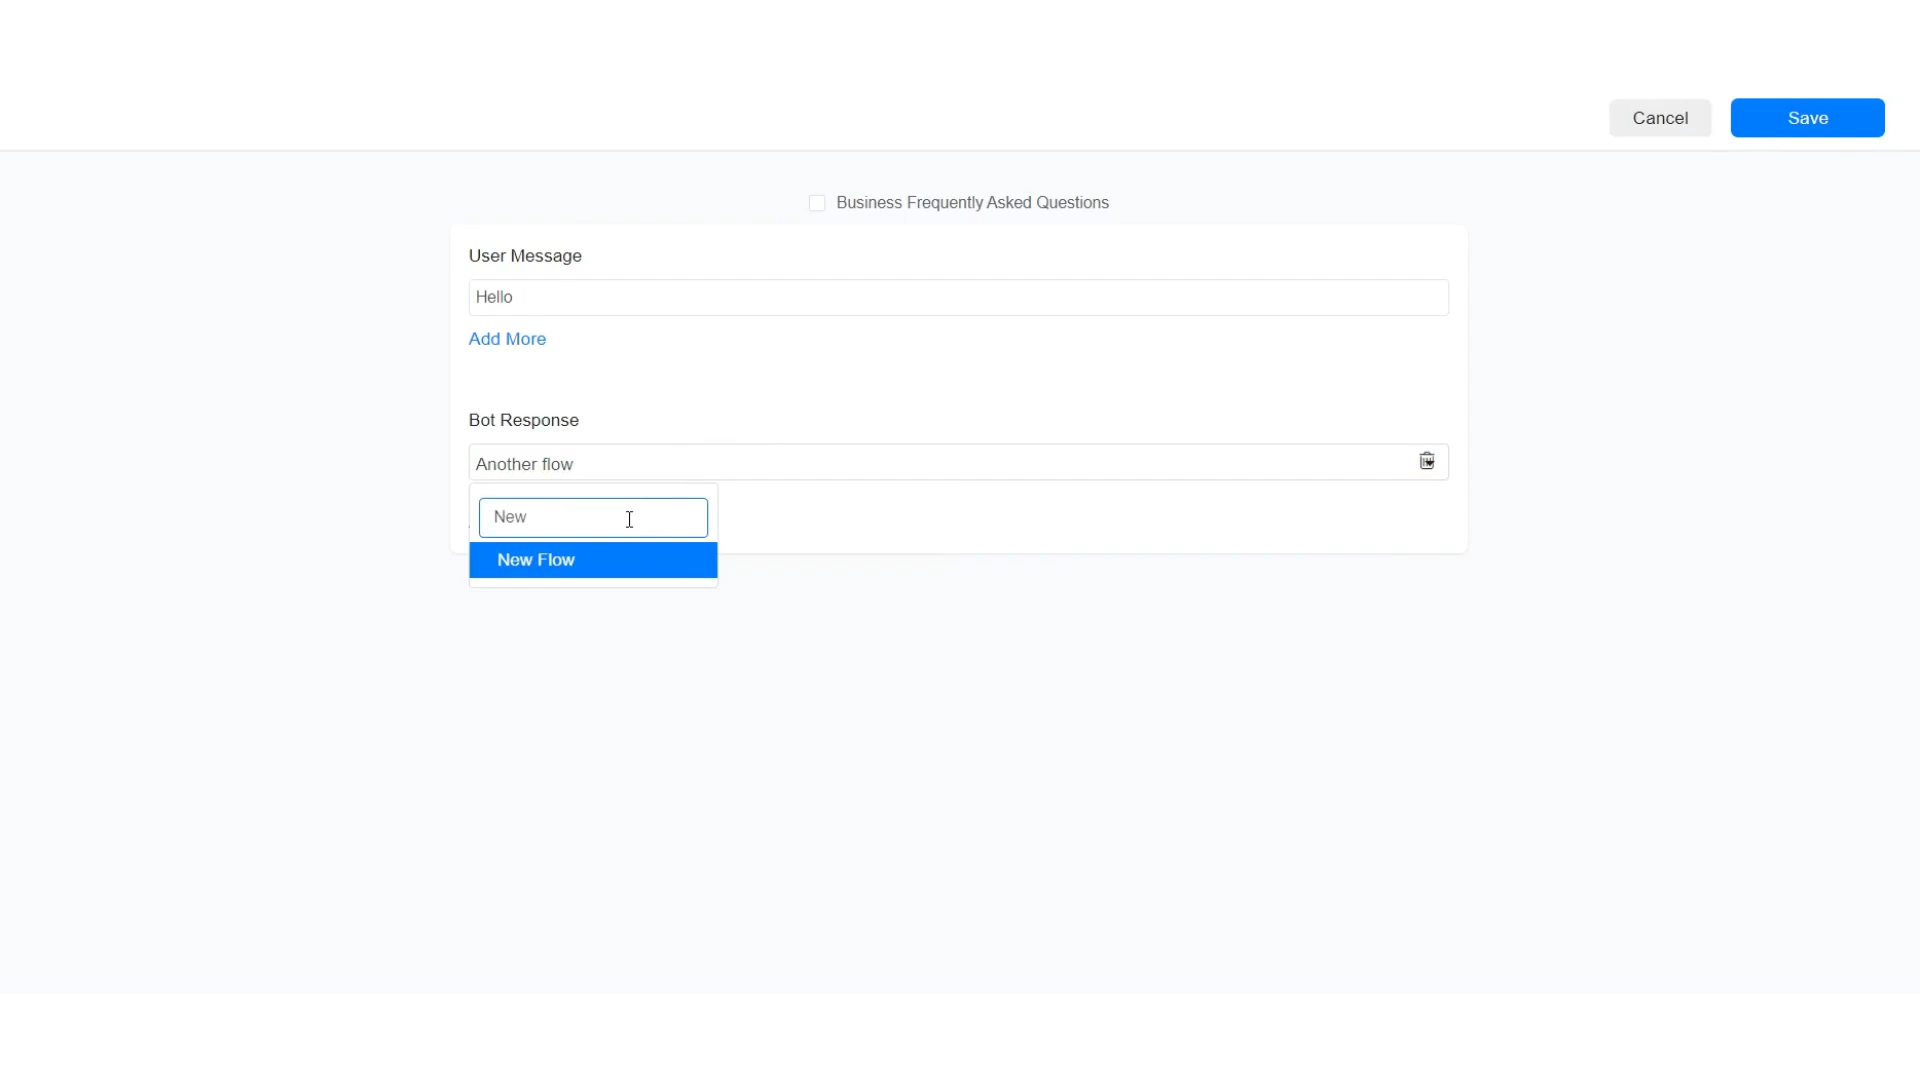 Cancel
Save
Business Frequently Asked Questions
User Message
Hello
Add More
Bot Response
Another flow
New
New Flow